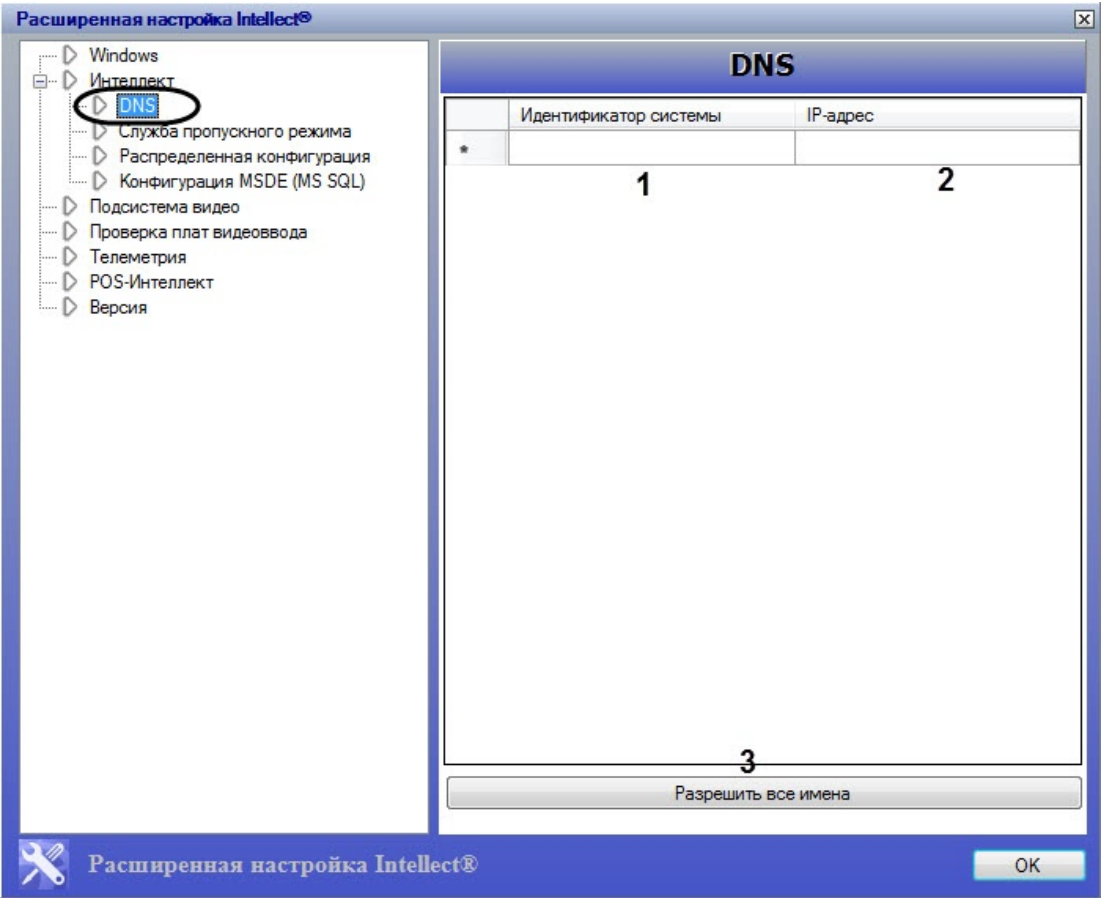 Расширенная настройка Intellect®
Windows
Интеллект
DNS
Служба пропускного режима
Распределенная конфигурация
Конфигурация MSDE (MS SQL)
Подсистема видео
Проверка плат видеоввода
Телеметрия
POS-Интеллект
Версия
DNS
Идентификатор системы IP-адрес
*
1 2
3
Разрешить все имена
Расширенная настройка Intellect®
OK